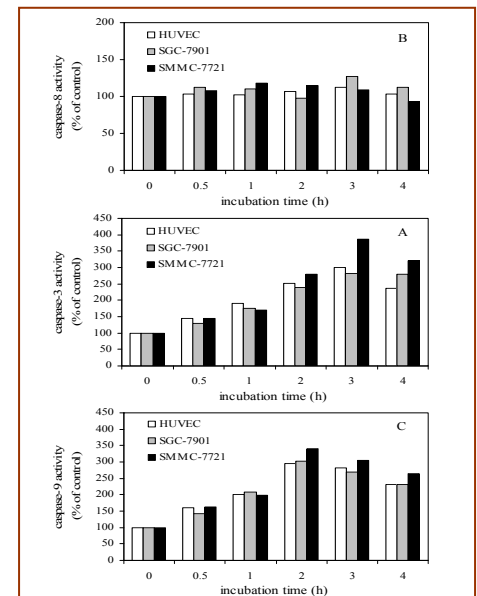 200
150
100
50
0
caspase-8 activity
(% of control)
HUVEC
SGC-7901
SMMC-7721
B
0 0.5 1 2 3 4
incubation time (h)
450
400
350
300
250
200
150
100
50
0
caspase-3 activity
(% of control)
HUVEC
SGC-7901
SMMC-7721
A
0 0.5 1 2 3 4
incubation time (h)
450
400
350
300
250
200
150
100
50
0
caspase-9 activity
(% of control)
HUVEC
SGC-7901
SMMC-7721
C
0 0.5 1 2 3 4
incubation time (h)